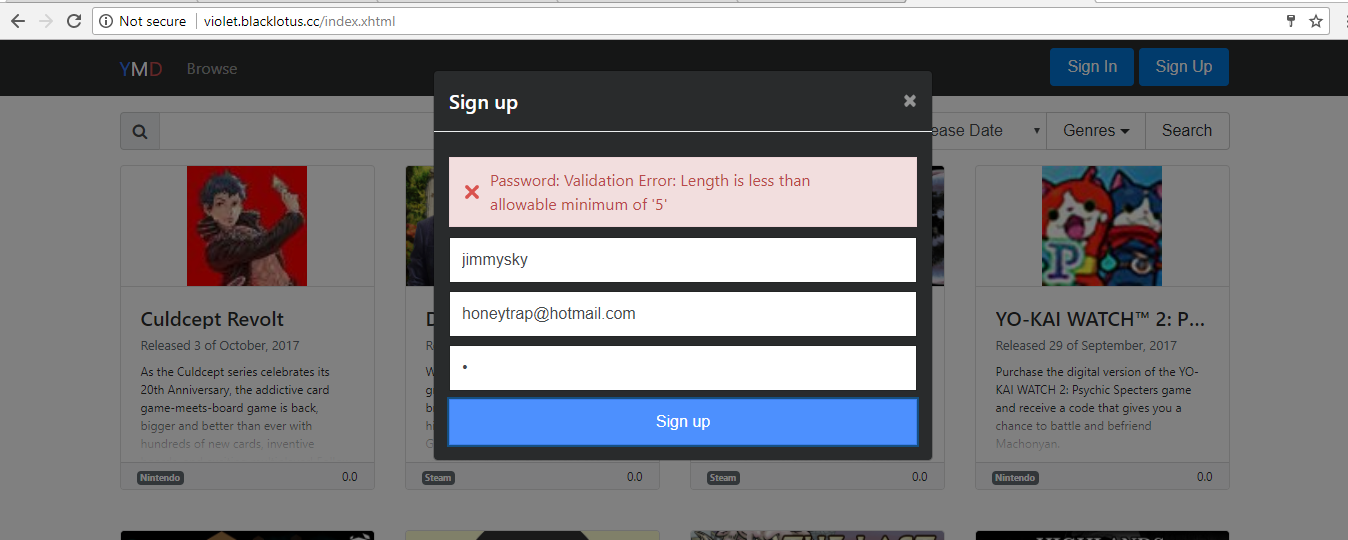 Not secure
violet.blacklotus.cc/index.xhtml
YMD
Browse
Sign In
Sign Up
Sign up
ease Date
Genres
Search
Password: Validation Error: Length is less than
allowable minimum of '5'
jimmysky
honeytrap@hotmail.com
Sign up
Culdcept Revolt
Released 3 of October, 2017
As the Culdcept series celebrates its
20th Anniversary, the addictive card
game-meets-board game is back,
bigger and better than ever with
hundreds of new cards, inventive
Nintendo
0.0
Steam
0.0
Steam
0.0
YO-KAI WATCH™ 2: P...
Released 29 of September, 2017
Purchase the digital version of the YO-
KAI WATCH 2: Psychic Specters game
and receive a code that gives you a
chance to battle and befriend
Machonyan.
Nintendo
0.0